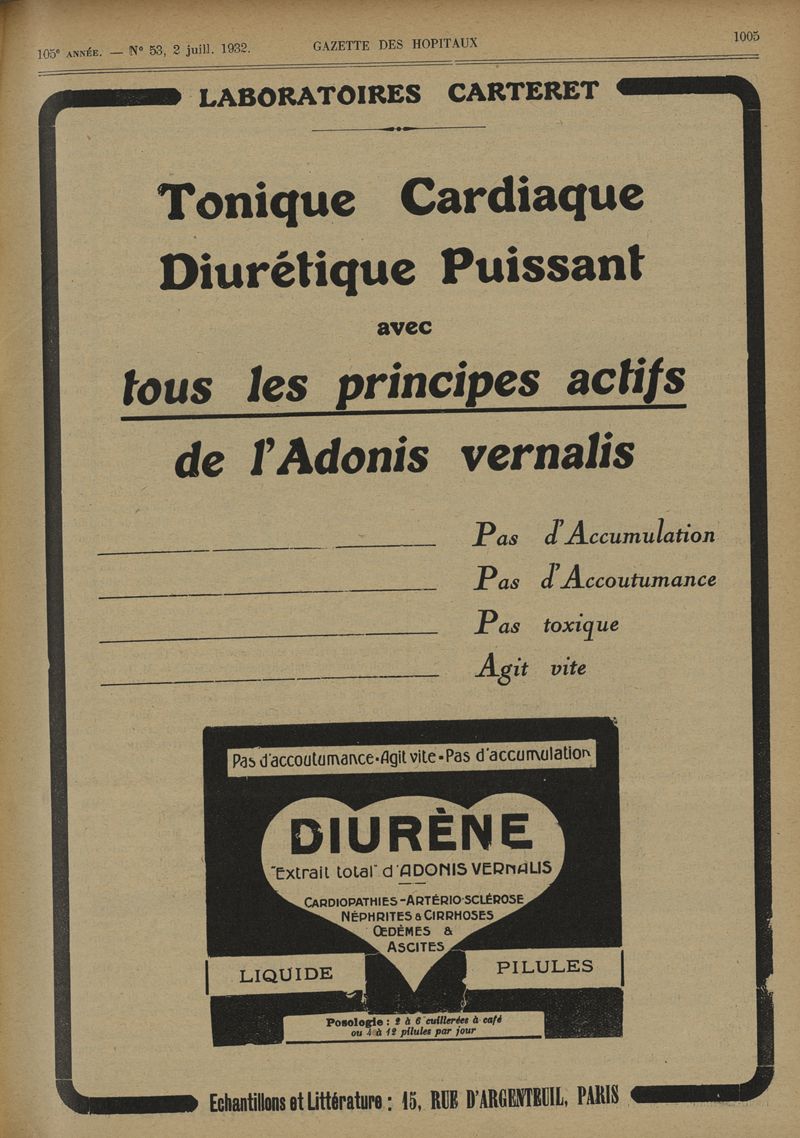 105e ANNÉE. — N° 53, 2 juill. 1932.
GAZETTE DES HOPITAUX
1005
LABORATOIRES CARTERET
Tonique Cardiaque
Diurétique Puissant
avec
tous les principes actifs
de l'Adonis vernalis
Pas d'Accumulation
Pas d'Accoutumance
Pas toxique
Agit vite
Pas d'accoutumance-Agit vite-Pas d'accumulation
DIURÈNE
"Extrait total" d'ADONIS VERNALIS
CARDIOPATHIES-ARTÉRIO-SCLÉROSE
NÉPHRITES & CIRRHOSES
ŒDÈMES &
ASCITES
LIQUIDE
PILULES
Posologie : 2 à 6 cuillerées à café
ou 4 à 12 pilules par jour
Echantillons et Littérature : 15, RUE D'ARGENTEUIL, PARIS